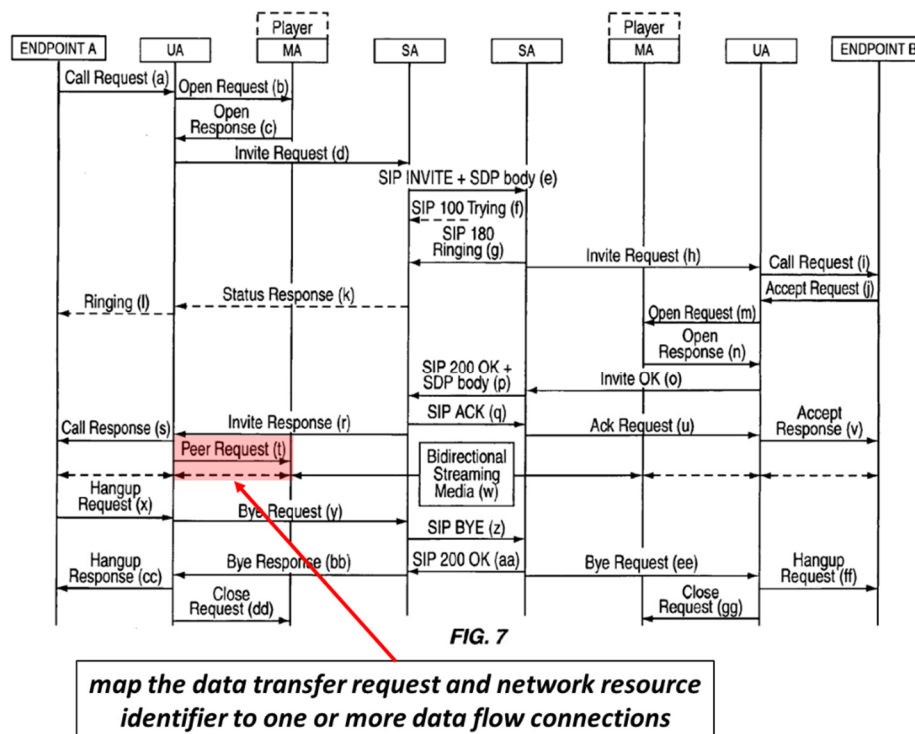 Player
Player
ENDPOINT A
UA
MA
SA
SA
MA
UA
ENDPOINT B
Call Request (a)
Open Request (b)
Open
Response (c)
Invite Request (d)
SIP INVITE + SDP body (e)
SIP 100 Trying (f)
SIP 180
Ringing (g)
Invite Request (h)
Call Request (i)
Accept Request (j)
Status Response (k)
Ringing (l)
Open Request (m)
Open
Response (n)
SIP 200 OK +
SDP body (p)
Invite OK (o)
SIP ACK (q)
Call Response (s)
Invite Response (r)
Ack Request (u)
Accept
Response (v)
Peer Request (t)
Bidirectional
Streaming
Media (w)
Hangup
Request (x)
Bye Request (y)
SIP BYE (z)
Hangup
Response (cc)
Bye Response (bb)
SIP 200 OK (aa)
Bye Request (ee)
Hangup
Request (ff)
Close
Request (dd)
Close
Request (gg)
FIG. 7
map the data transfer request and network resource
identifier to one or more data flow connections